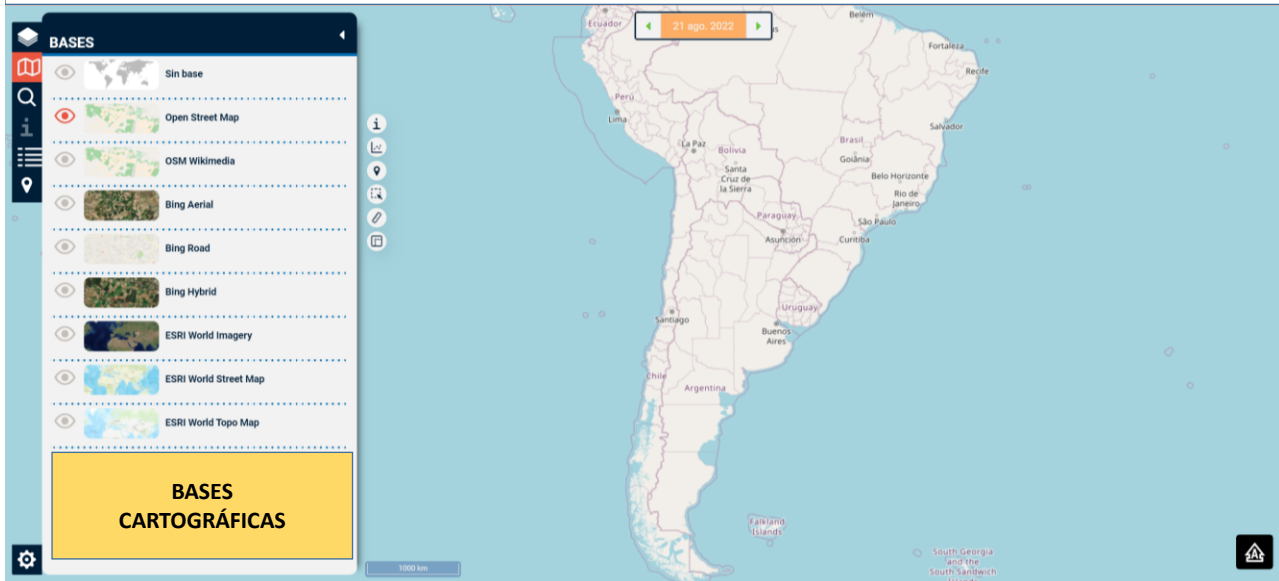 BASES
Sin base
Open Street Map
OSM Wikimedia
Bing Aerial
Bing Road
Bing Hybrid
ESRI World Imagery
ESRI World Street Map
ESRI World Topo Map
BASES
CARTOGRÁFICAS
21 ago. 2022
Ecuador
Belém
Fortaleza
Recife
Perú
Lima
Salvador
Brasil
La Paz
Bolivia
Goiânia
Santa
Cruz de
la Sierra
Belo Horizonte
Rio de
Janeiro
Paraguay
São Paulo
Asunción
Curitiba
Uruguay
Santiago
Buenos
Aires
Chile
Argentina
Falkland
Islands
South Georgia
and the
South Sandwich
1000 km